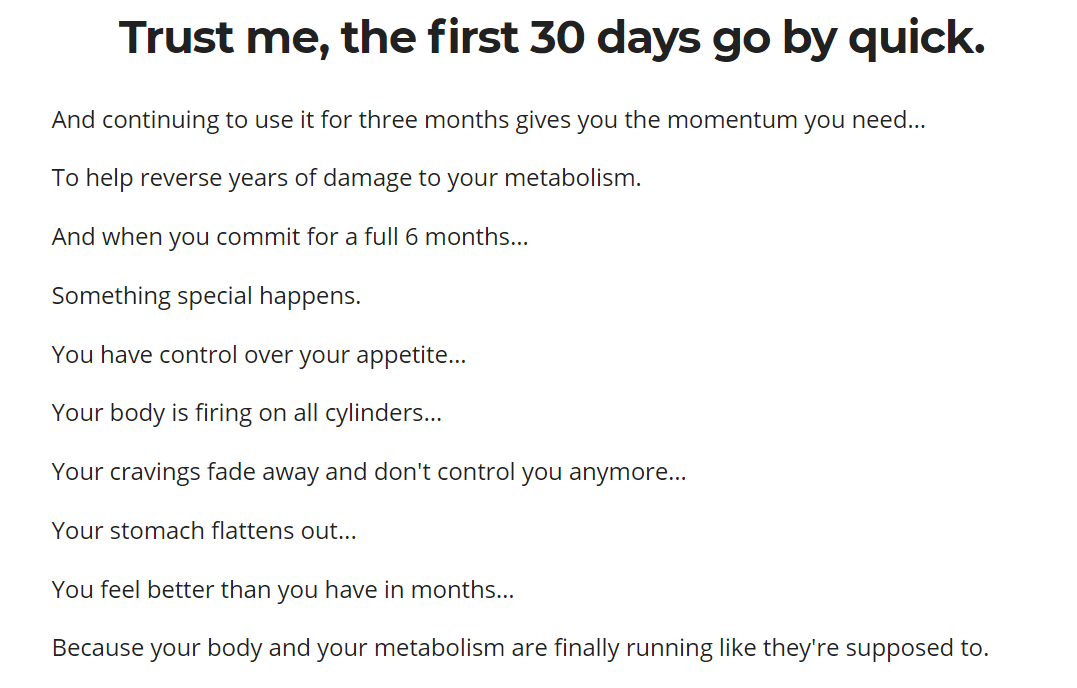 Trust me, the first 30 days go by quick.
And continuing to use it for three months gives you the momentum you need...
To help reverse years of damage to your metabolism.
And when you commit for a full 6 months...
Something special happens.
You have control over your appetite...
Your body is firing on all cylinders...
Your cravings fade away and don't control you anymore...
Your stomach flattens out...
You feel better than you have in months...
Because your body and your metabolism are finally running like they're supposed to.